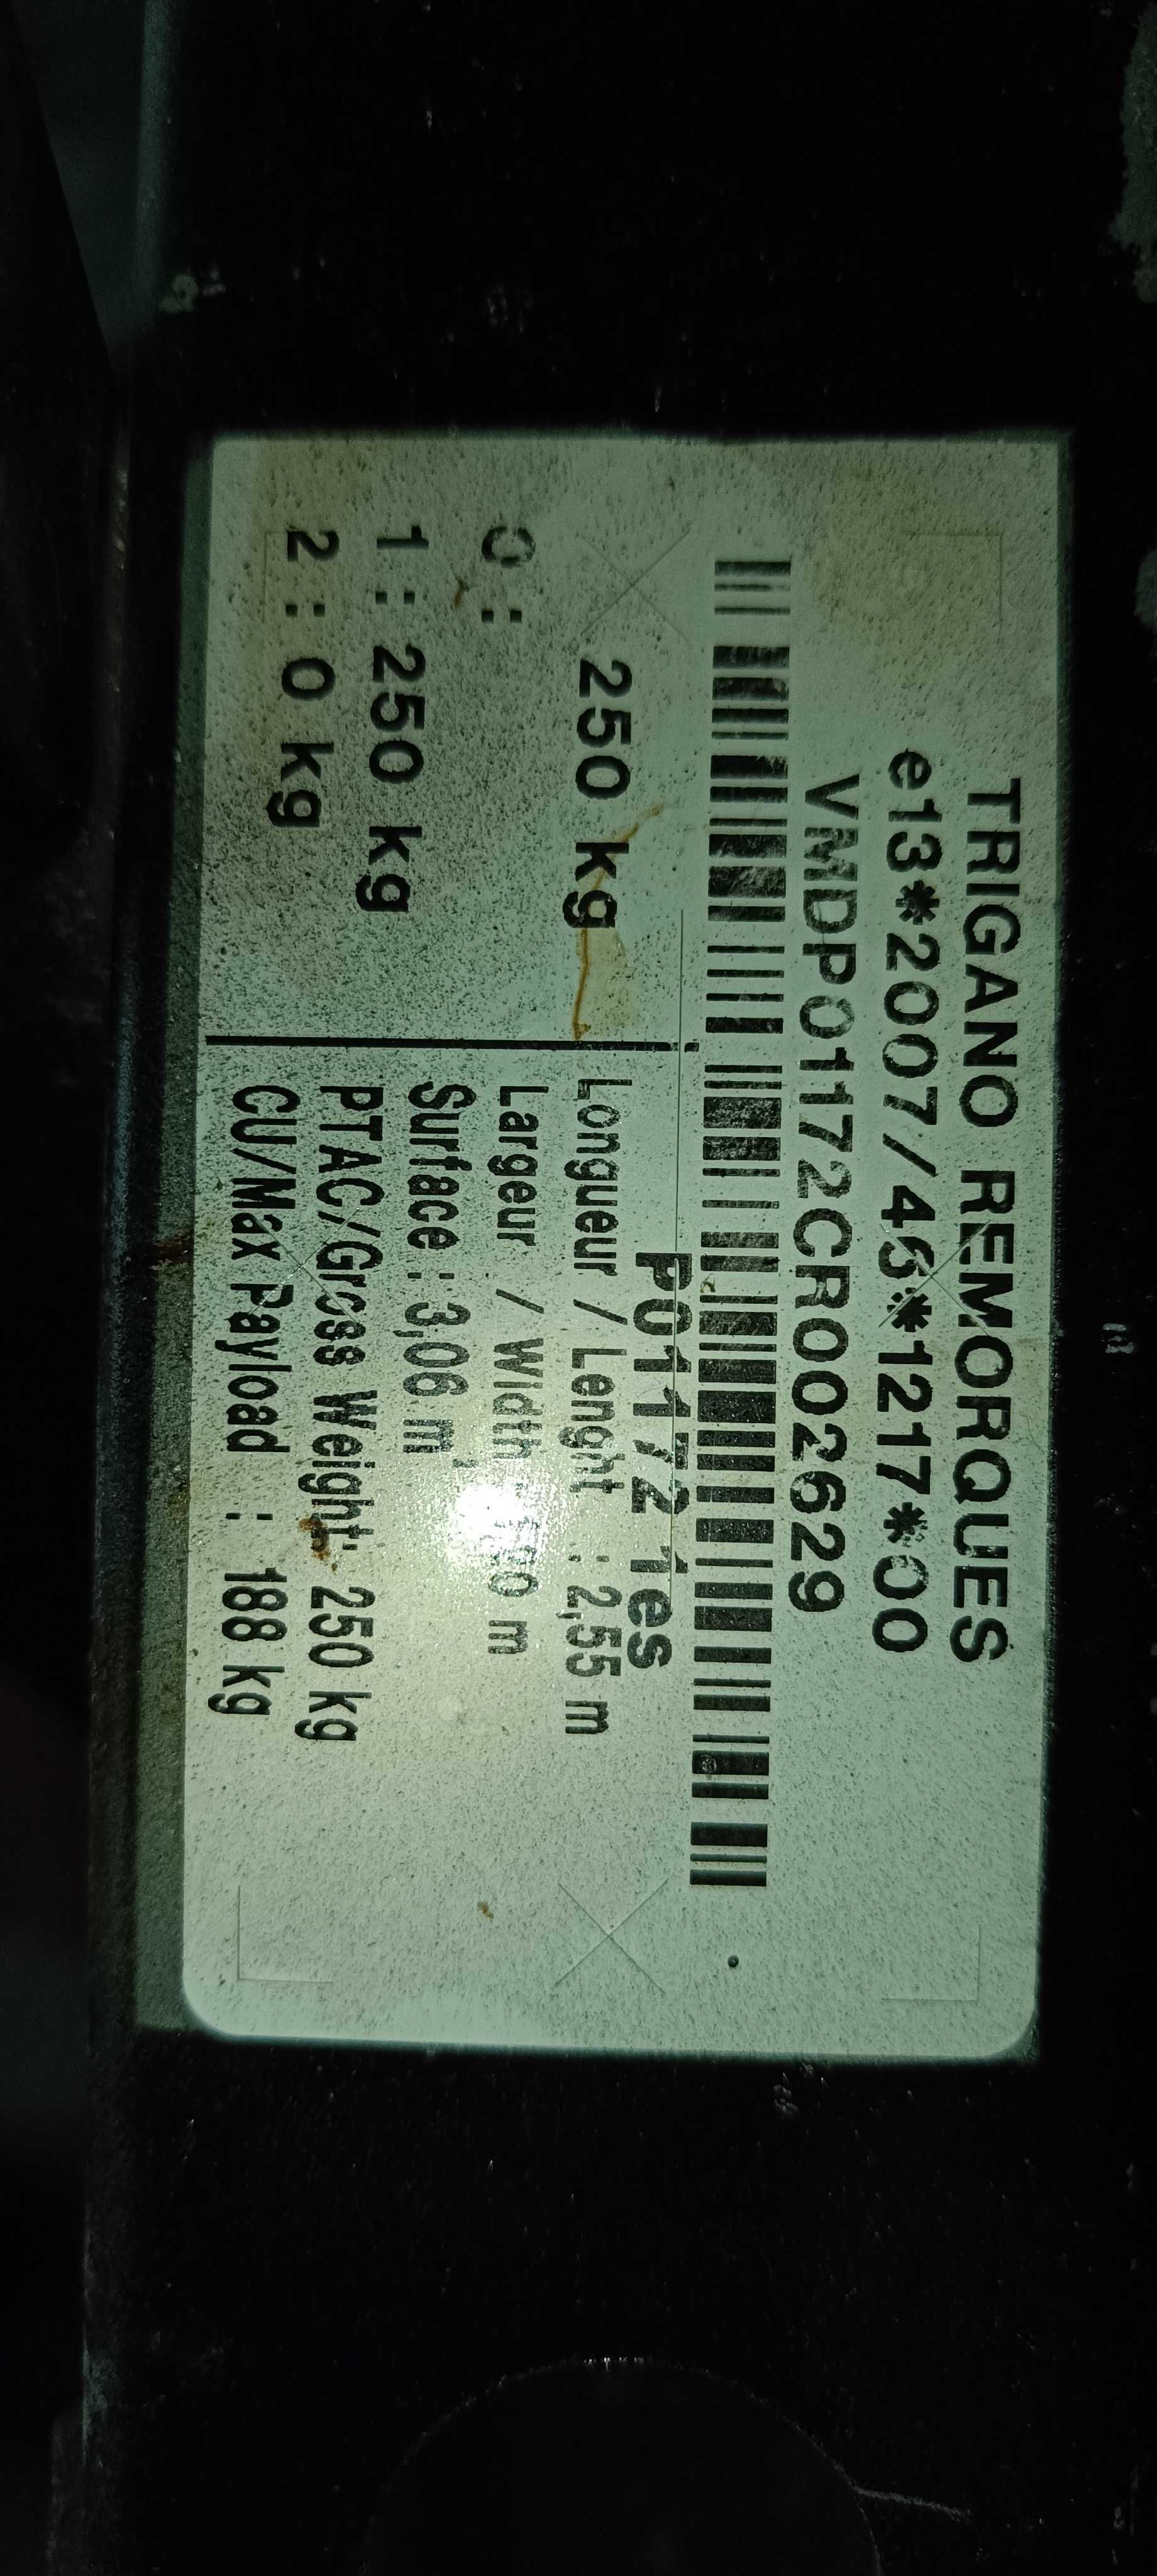 TRIGANO REMORQUES
e13*2007/46*1217*00
VMDP01172CR002629
P01172 1es
250 kg
0 :
1 : 250 kg
2 : 0 kg
Longueur / Lenght : 2,55 m
Largeur / Width m
Surface : 3,06 m
PTAC/Gross Weight: 250 kg
CU/Max Payload : 188 kg